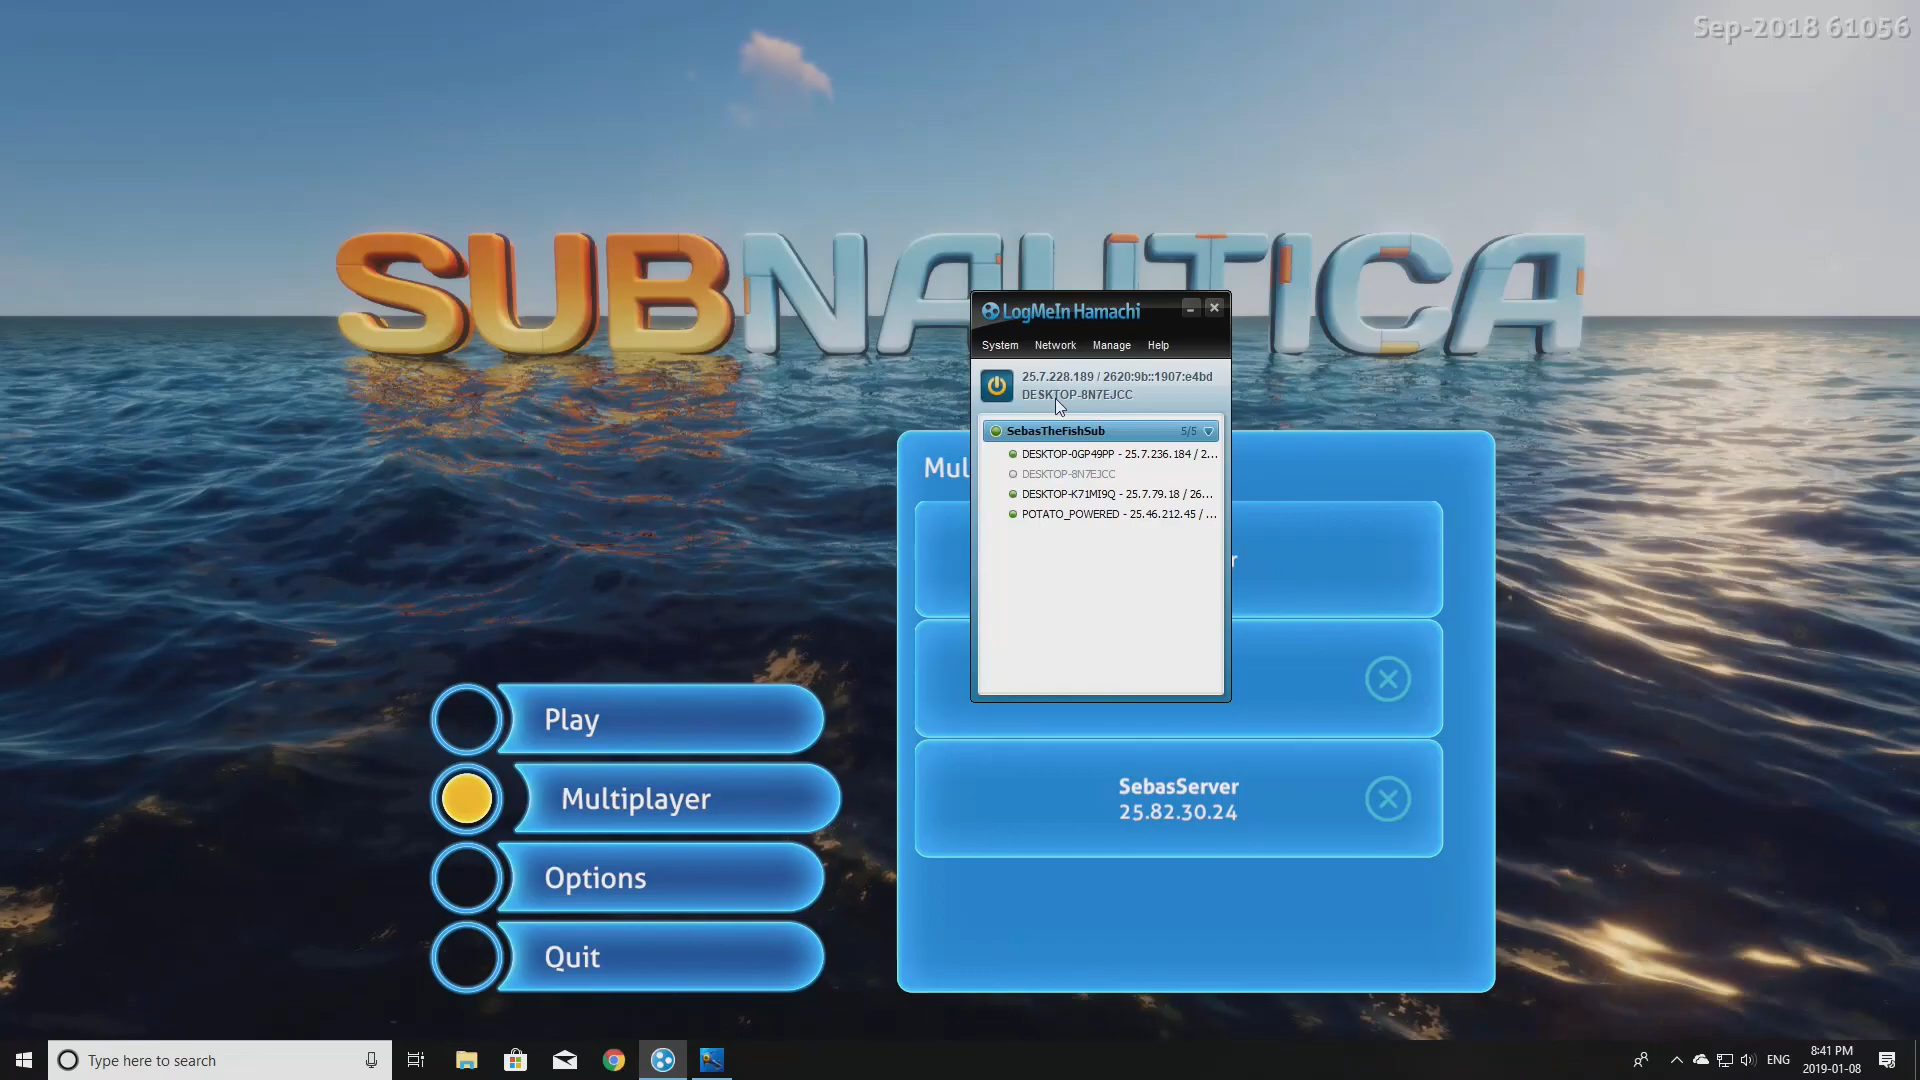 Sep-2018 61056
SUBNAUTICA
LogMeIn Hamachi
System Network Manage Help
25.7.228.189 / 2620:9b::1907:e4bd
DESKTOP-8N7EJCC
SebasTheFishSub 5/5
DESKTOP-0GP49PP - 25.7.236.184 / 2...
DESKTOP-8N7EJCC
DESKTOP-K71MI9Q - 25.7.79.18 / 26...
POTATO_POWERED - 25.46.212.45 / ...
Mul
r
SebasServer
25.82.30.24
Play
Multiplayer
Options
Quit
Type here to search
ENG
8:41 PM
2019-01-08